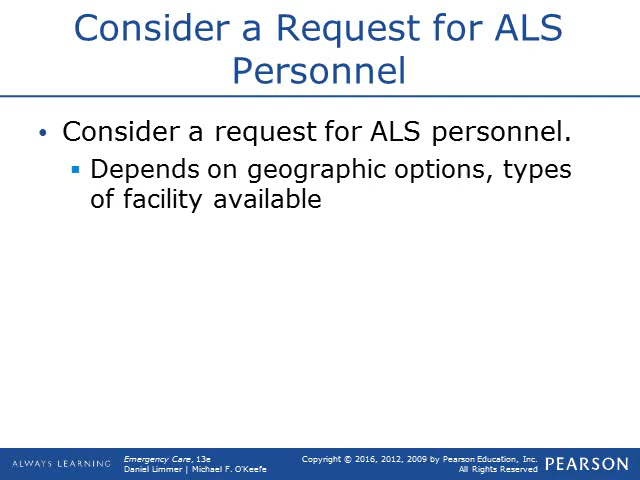 Consider a Request for ALS
Personnel
• Consider a request for ALS personnel.
▪ Depends on geographic options, types
of facility available
ALWAYS LEARNING
Emergency Care, 13e
Daniel Limmer | Michael F. O'Keefe
Copyright © 2016, 2012, 2009 by Pearson Education, Inc.
All Rights Reserved
PEARSON